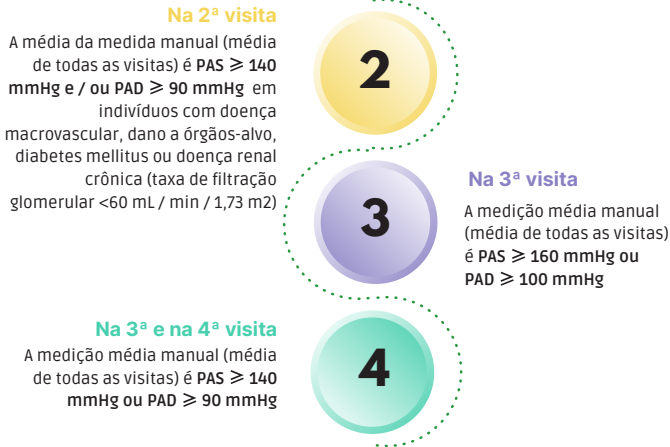 Na 2ª visita
A média da medida manual (média
de todas as visitas) é PAS ⩾ 140
mmHg e / ou PAD ⩾ 90 mmHg em
indivíduos com doença
macrovascular, dano a órgãos-alvo,
diabetes mellitus ou doença renal
crônica (taxa de filtração
glomerular <60 mL / min / 1,73 m2)
2
3
Na 3ª visita
A medição média manual
(média de todas as visitas)
é PAS ⩾ 160 mmHg ou
PAD ⩾ 100 mmHg
Na 3ª e na 4ª visita
A medição média manual (média
de todas as visitas) é PAS ⩾ 140
mmHg ou PAD ⩾ 90 mmHg
4